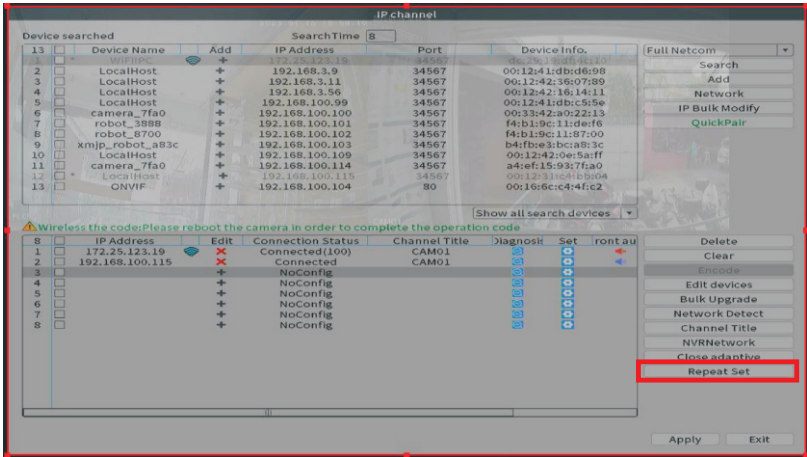 IP channel
Device searched SearchTime 8
13 Device Name Add IP Address Port Device Info. Full Netcom
1 * WIFIIPC + 172.25.123.19 34567
2 LocalHost + 192.168.3.9 34567 00:12:41:db:d6:98
3 LocalHost + 192.168.3.11 34567 00:12:42:36:07:89
4 LocalHost + 192.168.3.56 34567 00:12:42:16:14:11
5 LocalHost + 192.168.100.99 34567 00:12:41:db:c5:5e
6 camera_7fa0 + 192.168.100.100 34567 00:33:42:a0:22:13
7 robot_3888 + 192.168.100.101 34567 f4:b1:9c:11:de:f6
8 robot_8700 + 192.168.100.102 34567 f4:b1:9c:11:87:00
9 xmjp_robot_a83c + 192.168.100.103 34567 b4:fb:e3:bc:a8:3c
10 LocalHost + 192.168.100.109 34567 00:12:42:0e:5a:ff
11 camera_7fa0 + 192.168.100.114 34567 a4:ef:15:93:7f:a0
12 * LocalHost + 192.168.100.115 34567 00:12:31:c4:bb:04
13 ONVIF + 192.168.100.104 80 00:16:6c:c4:4f:c2
Search
Add
Network
IP Bulk Modify
QuickPair
Show all search devices
Wireless the code:Please reboot the camera in order to complete the operation code
8 IP Address Edit Connection Status Channel Title Diagnosis Set ront au
1 172.25.123.19 Connected(100) CAM01
2 192.168.100.115 Connected CAM01
3 + NoConfig
4 + NoConfig
5 + NoConfig
6 + NoConfig
7 + NoConfig
8 + NoConfig
Delete
Clear
Encode
Edit devices
Bulk Upgrade
Network Detect
Channel Title
NVRNetwork
Close adaptive
Repeat Set
Apply Exit